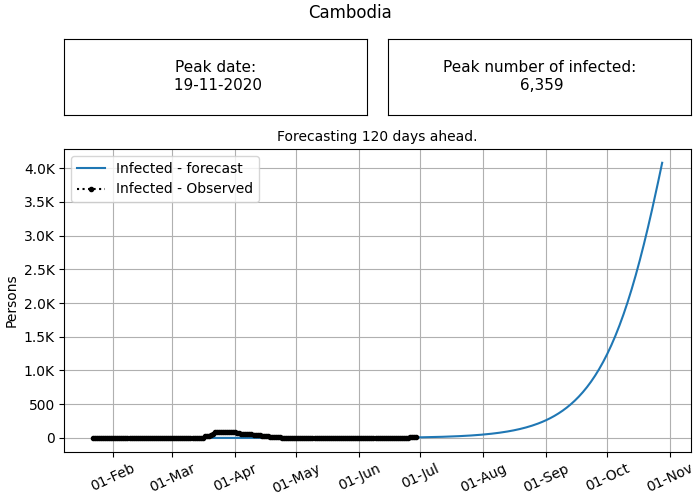 Cambodia
Peak date:
19-11-2020
Peak number of infected:
6,359
Forecasting 120 days ahead.
Infected - forecast
Infected - Observed
4.0K
3.5K
3.0K
2.5K
2.0K
1.5K
1.0K
500
0
Persons
01-Feb
01-Mar
01-Apr
01-May
01-Jun
01-Jul
01-Aug
01-Sep
01-Oct
01-Nov